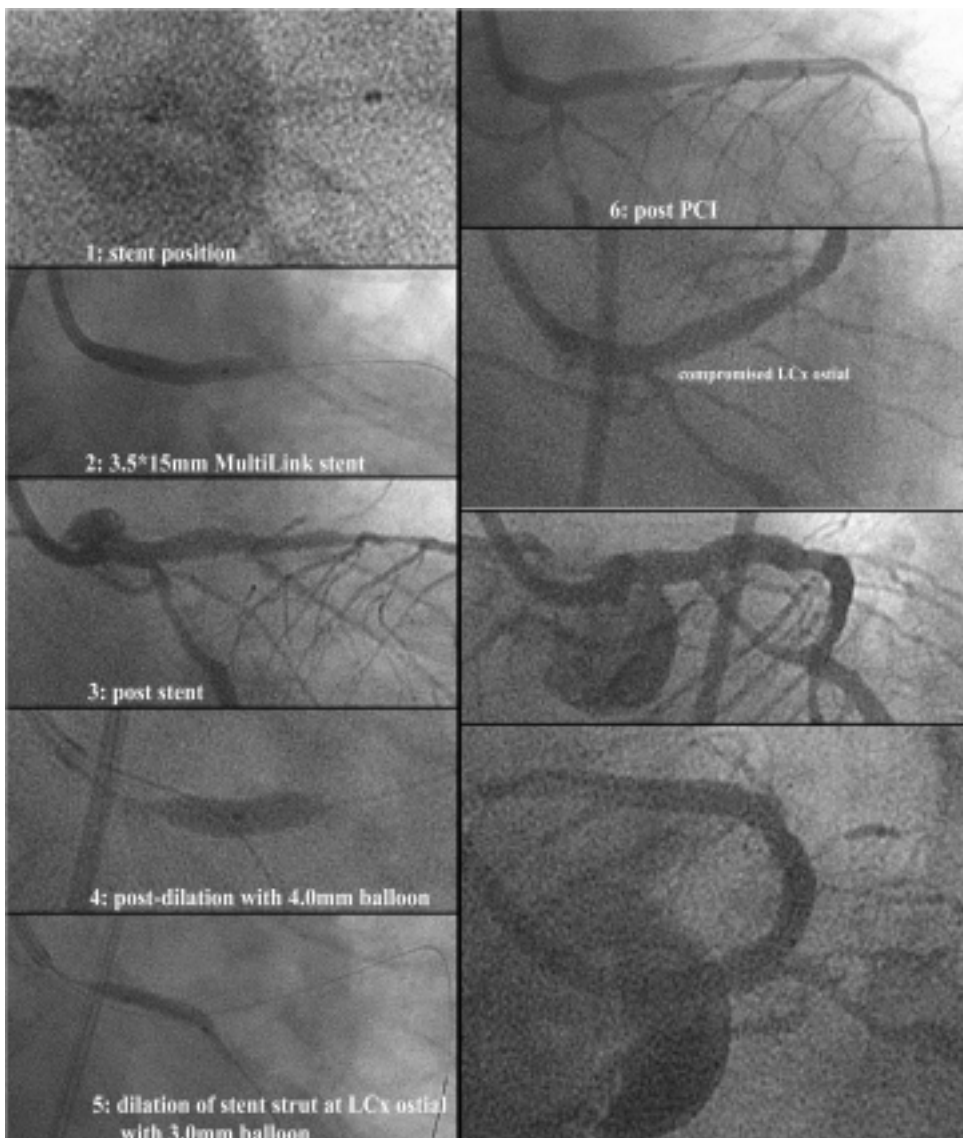 1: stent position
2: 3.5*15mm MultiLink stent
3: post stent
4: post-dilation with 4.0mm balloon
5: dilation of stent strut at LCx ostial
with 3.0mm balloon
6: post PCI
compromised LCx ostial